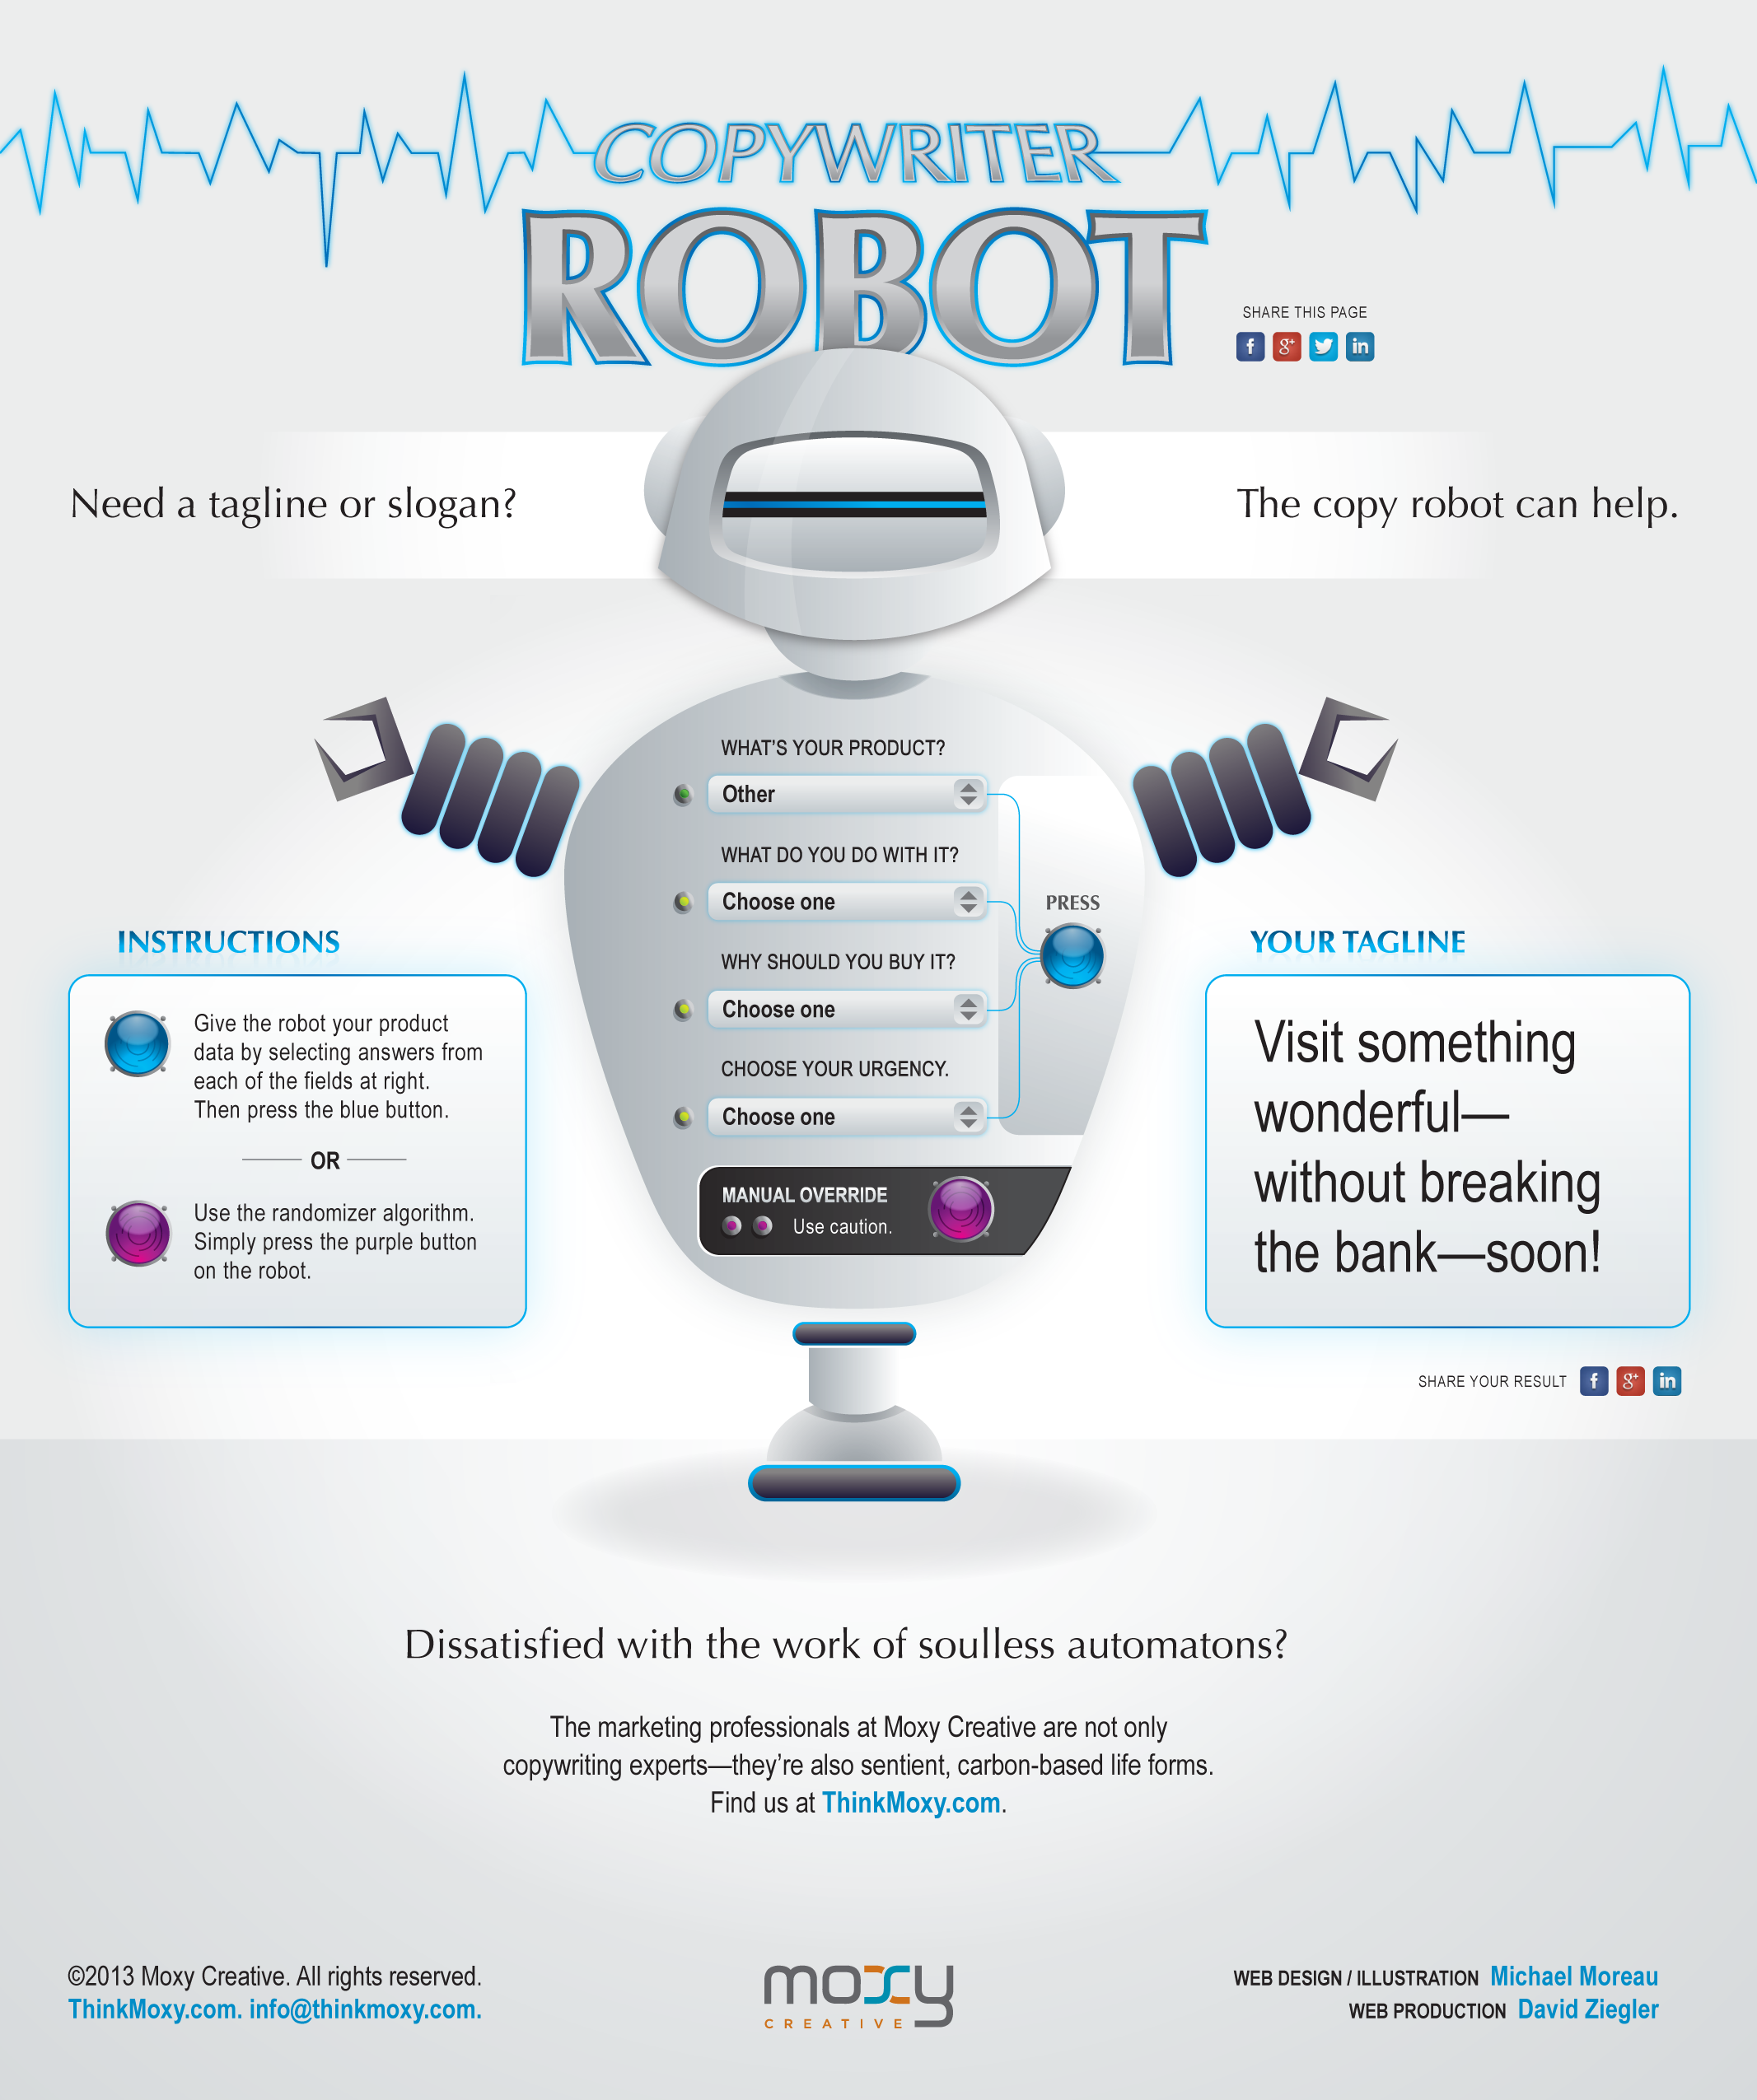 COPYWRITER
ROBOT
SHARE THIS PAGE
f g+ in
Need a tagline or slogan?
The copy robot can help.
WHAT'S YOUR PRODUCT?
Other
WHAT DO YOU DO WITH IT?
Choose one
WHY SHOULD YOU BUY IT?
Choose one
CHOOSE YOUR URGENCY.
Choose one
PRESS
MANUAL OVERRIDE
Use caution.
INSTRUCTIONS
Give the robot your product
data by selecting answers from
each of the fields at right.
Then press the blue button.
OR
Use the randomizer algorithm.
Simply press the purple button
on the robot.
YOUR TAGLINE
Visit something
wonderful—
without breaking
the bank—soon!
SHARE YOUR RESULT f g+ in
Dissatisfied with the work of soulless automatons?
The marketing professionals at Moxy Creative are not only
copywriting experts—they're also sentient, carbon-based life forms.
Find us at ThinkMoxy.com.
©2013 Moxy Creative. All rights reserved.
ThinkMoxy.com. info@thinkmoxy.com.
moxy
CREATIVE
WEB DESIGN / ILLUSTRATION Michael Moreau
WEB PRODUCTION David Ziegler